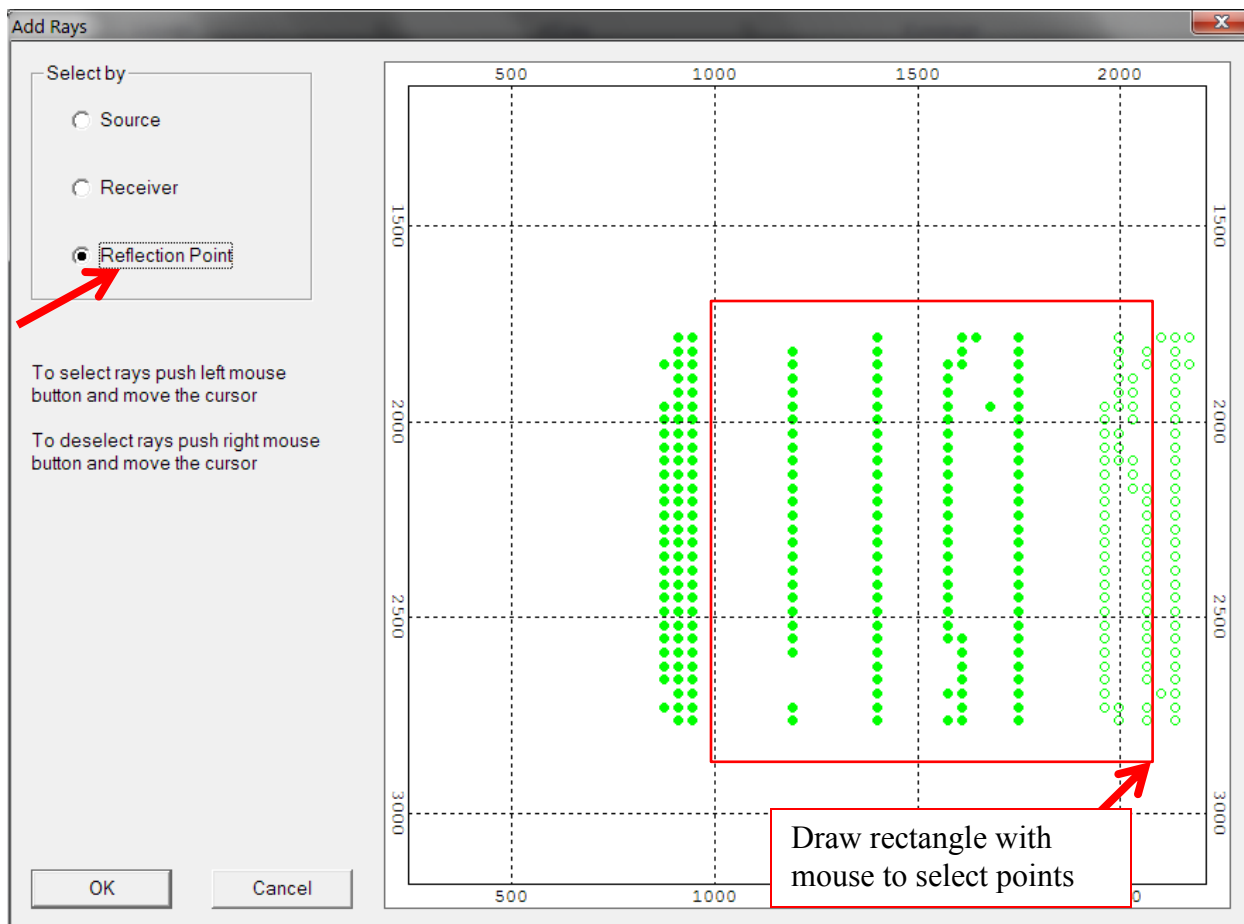 Add Rays
Select by
Source
Receiver
Reflection Point
To select rays push left mouse
button and move the cursor
To deselect rays push right mouse
button and move the cursor
OK
Cancel
500 1000 1500 2000
1500 1500
2000 2000
2500 2500
3000 3000
500 1000 0
Draw rectangle with
mouse to select points